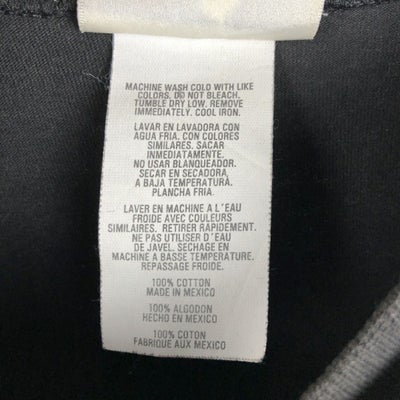 MACHINE WASH COLD WITH LIKE
COLORS. DO NOT BLEACH.
TUMBLE DRY LOW. REMOVE
IMMEDIATELY. COOL IRON.
LAVAR EN LAVADORA CON
AGUA FRIA. CON COLORES
SIMILARES. SACAR
INMEDIATAMENTE.
NO USAR BLANQUEADOR.
SECAR EN SECADORA,
A BAJA TEMPERATURA.
PLANCHA FRIA.
LAVER EN MACHINE A L'EAU
FROIDE AVEC COULEURS
SIMILAIRES. RETIRER RAPIDEMENT.
NE PAS UTILISER D'EAU
DE JAVEL. SECHAGE EN
MACHINE A BASSE TEMPERATURE.
REPASSAGE FROIDE.
100% COTTON
MADE IN MEXICO
100% ALGODON
HECHO EN MEXICO
100% COTON
FABRIQUE AUX MEXICO